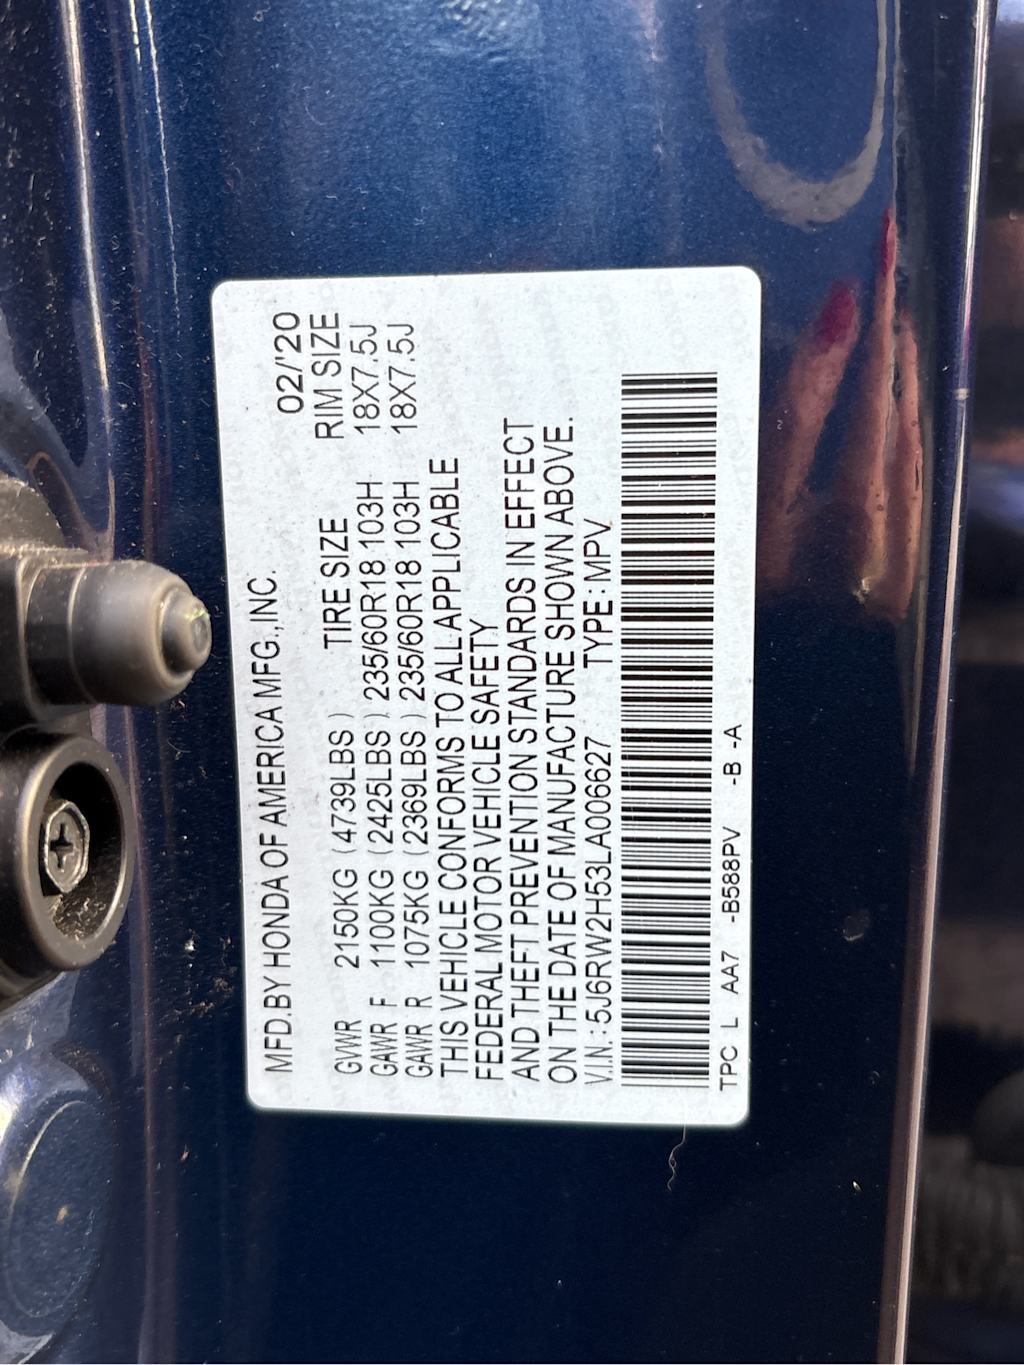 MFD.BY HONDA OF AMERICA MFG.,INC. 02/'20
TIRE SIZE RIM SIZE
GVWR 2150KG (4739LBS)
GAWR F 1100KG (2425LBS) 235/60R18 103H 18X7.5J
GAWR R 1075KG (2369LBS) 235/60R18 103H 18X7.5J
THIS VEHICLE CONFORMS TO ALL APPLICABLE
FEDERAL MOTOR VEHICLE SAFETY
AND THEFT PREVENTION STANDARDS IN EFFECT
ON THE DATE OF MANUFACTURE SHOWN ABOVE.
V.I.N.:5J6RW2H53LA006627 TYPE:MPV
TPC L AA7 -B588PV -B -A